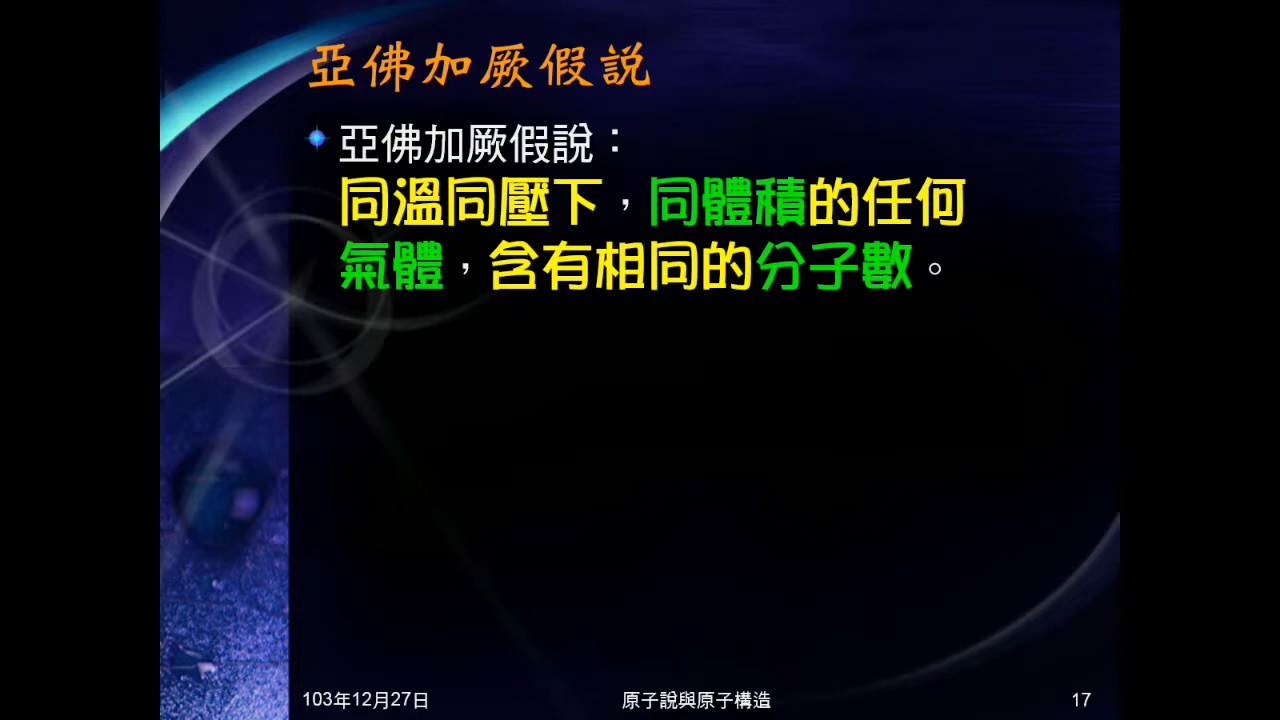 亞佛加厥假說
亞佛加厥假說：
同溫同壓下，同體積的任何
氣體，含有相同的分子數。
103年12月27日
原子說與原子構造
17